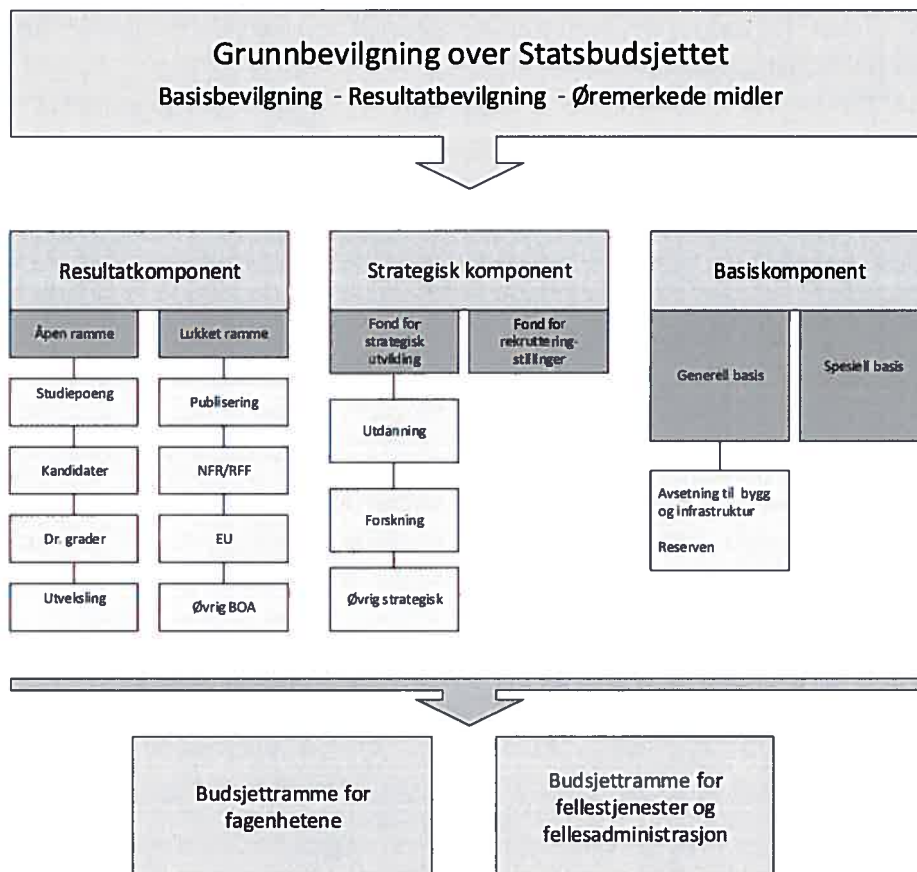 Grunnbevilgning over Statsbudsjettet
Basisbevilgning - Resultatbevilgning - Øremerkede midler
Resultatkomponent
Åpen ramme
Lukket ramme
Studiepoeng
Publisering
Kandidater
NFR/RFF
Dr. grader
EU
Utveksling
Øvrig BOA
Strategisk komponent
Fond for
strategisk
utvikling
Fond for
rekruttering-
stillinger
Utdanning
Forskning
Øvrig strategisk
Basiskomponent
Generell basis
Spesiell basis
Avsetning til bygg
og infrastruktur
Reserven
Budsjettramme for
fagenhetene
Budsjettramme for
fellestjenester og
fellesadministrasjon